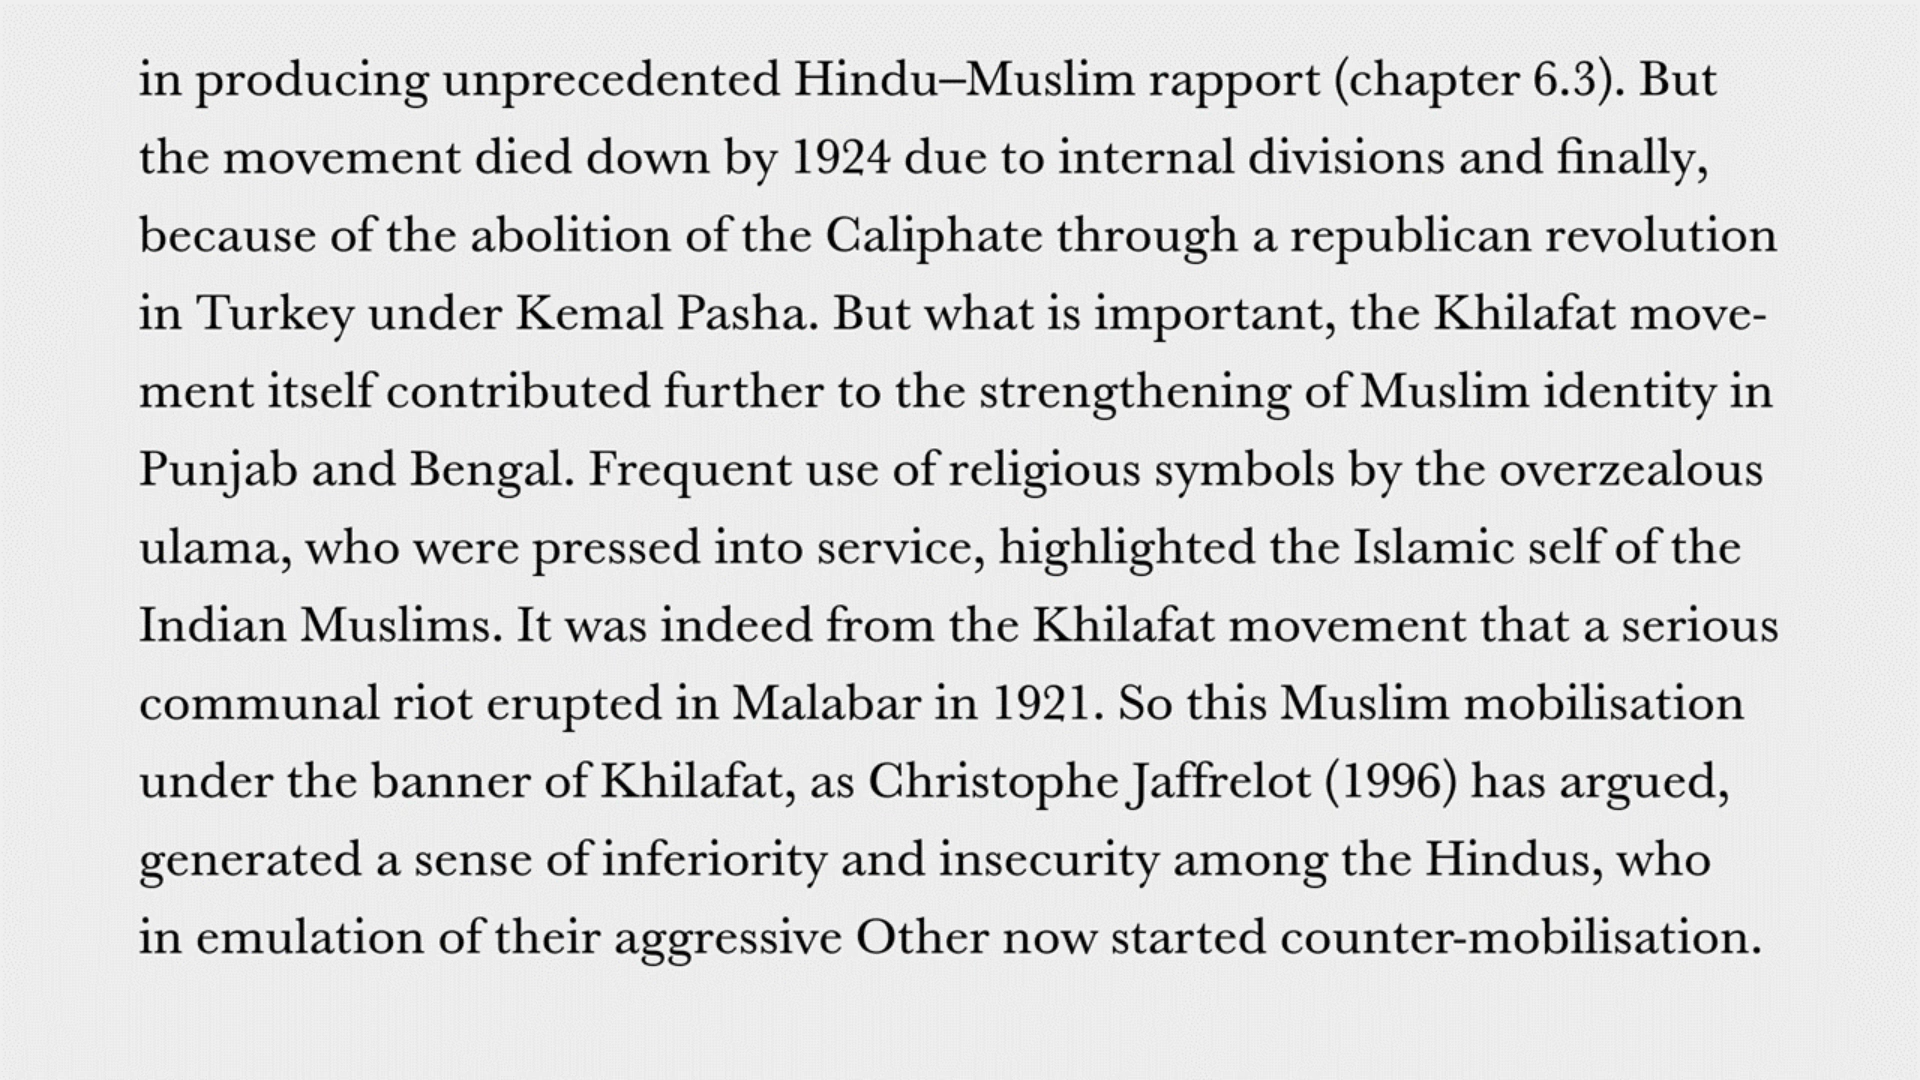 in producing unprecedented Hindu–Muslim rapport (chapter 6.3). But
the movement died down by 1924 due to internal divisions and finally,
because of the abolition of the Caliphate through a republican revolution
in Turkey under Kemal Pasha. But what is important, the Khilafat move-
ment itself contributed further to the strengthening of Muslim identity in
Punjab and Bengal. Frequent use of religious symbols by the overzealous
ulama, who were pressed into service, highlighted the Islamic self of the
Indian Muslims. It was indeed from the Khilafat movement that a serious
communal riot erupted in Malabar in 1921. So this Muslim mobilisation
under the banner of Khilafat, as Christophe Jaffrelot (1996) has argued,
generated a sense of inferiority and insecurity among the Hindus, who
in emulation of their aggressive Other now started counter-mobilisation.